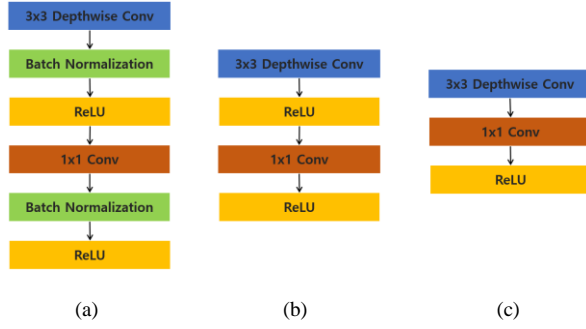 3x3 Depthwise Conv
Batch Normalization
ReLU
1x1 Conv
Batch Normalization
ReLU
(a)
3x3 Depthwise Conv
ReLU
1x1 Conv
ReLU
(b)
3x3 Depthwise Conv
1x1 Conv
ReLU
(c)